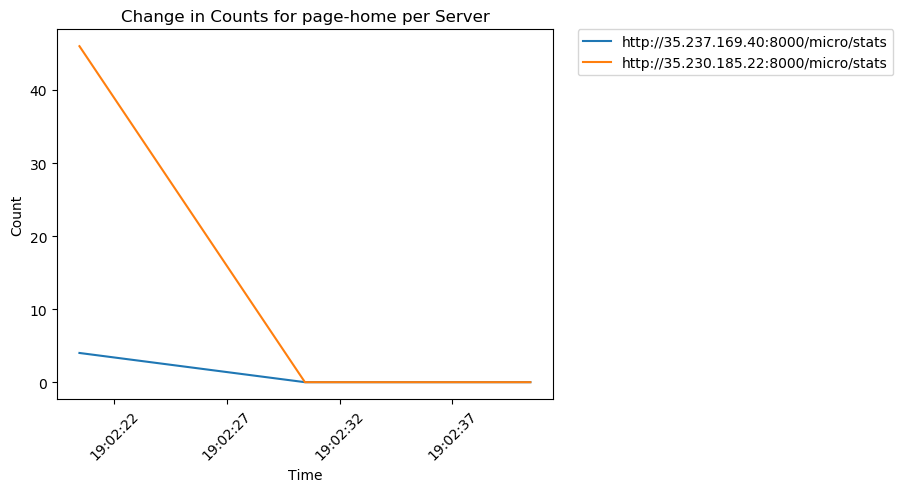 Change in Counts for page-home per Server
http://35.237.169.40:8000/micro/stats
http://35.230.185.22:8000/micro/stats
Count
40
30
20
10
0
19:02:22
19:02:27
19:02:32
19:02:37
Time